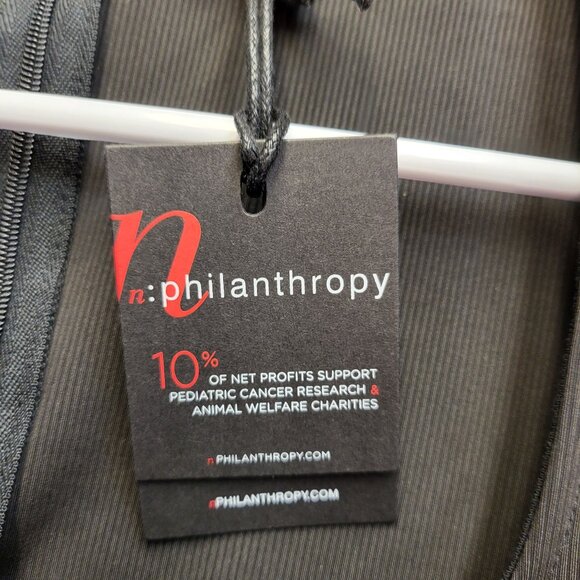 n
n:philanthropy
10%
OF NET PROFITS SUPPORT
PEDIATRIC CANCER RESEARCH &
ANIMAL WELFARE CHARITIES
nPHILANTHROPY.COM
nPHILANTHROPY.COM